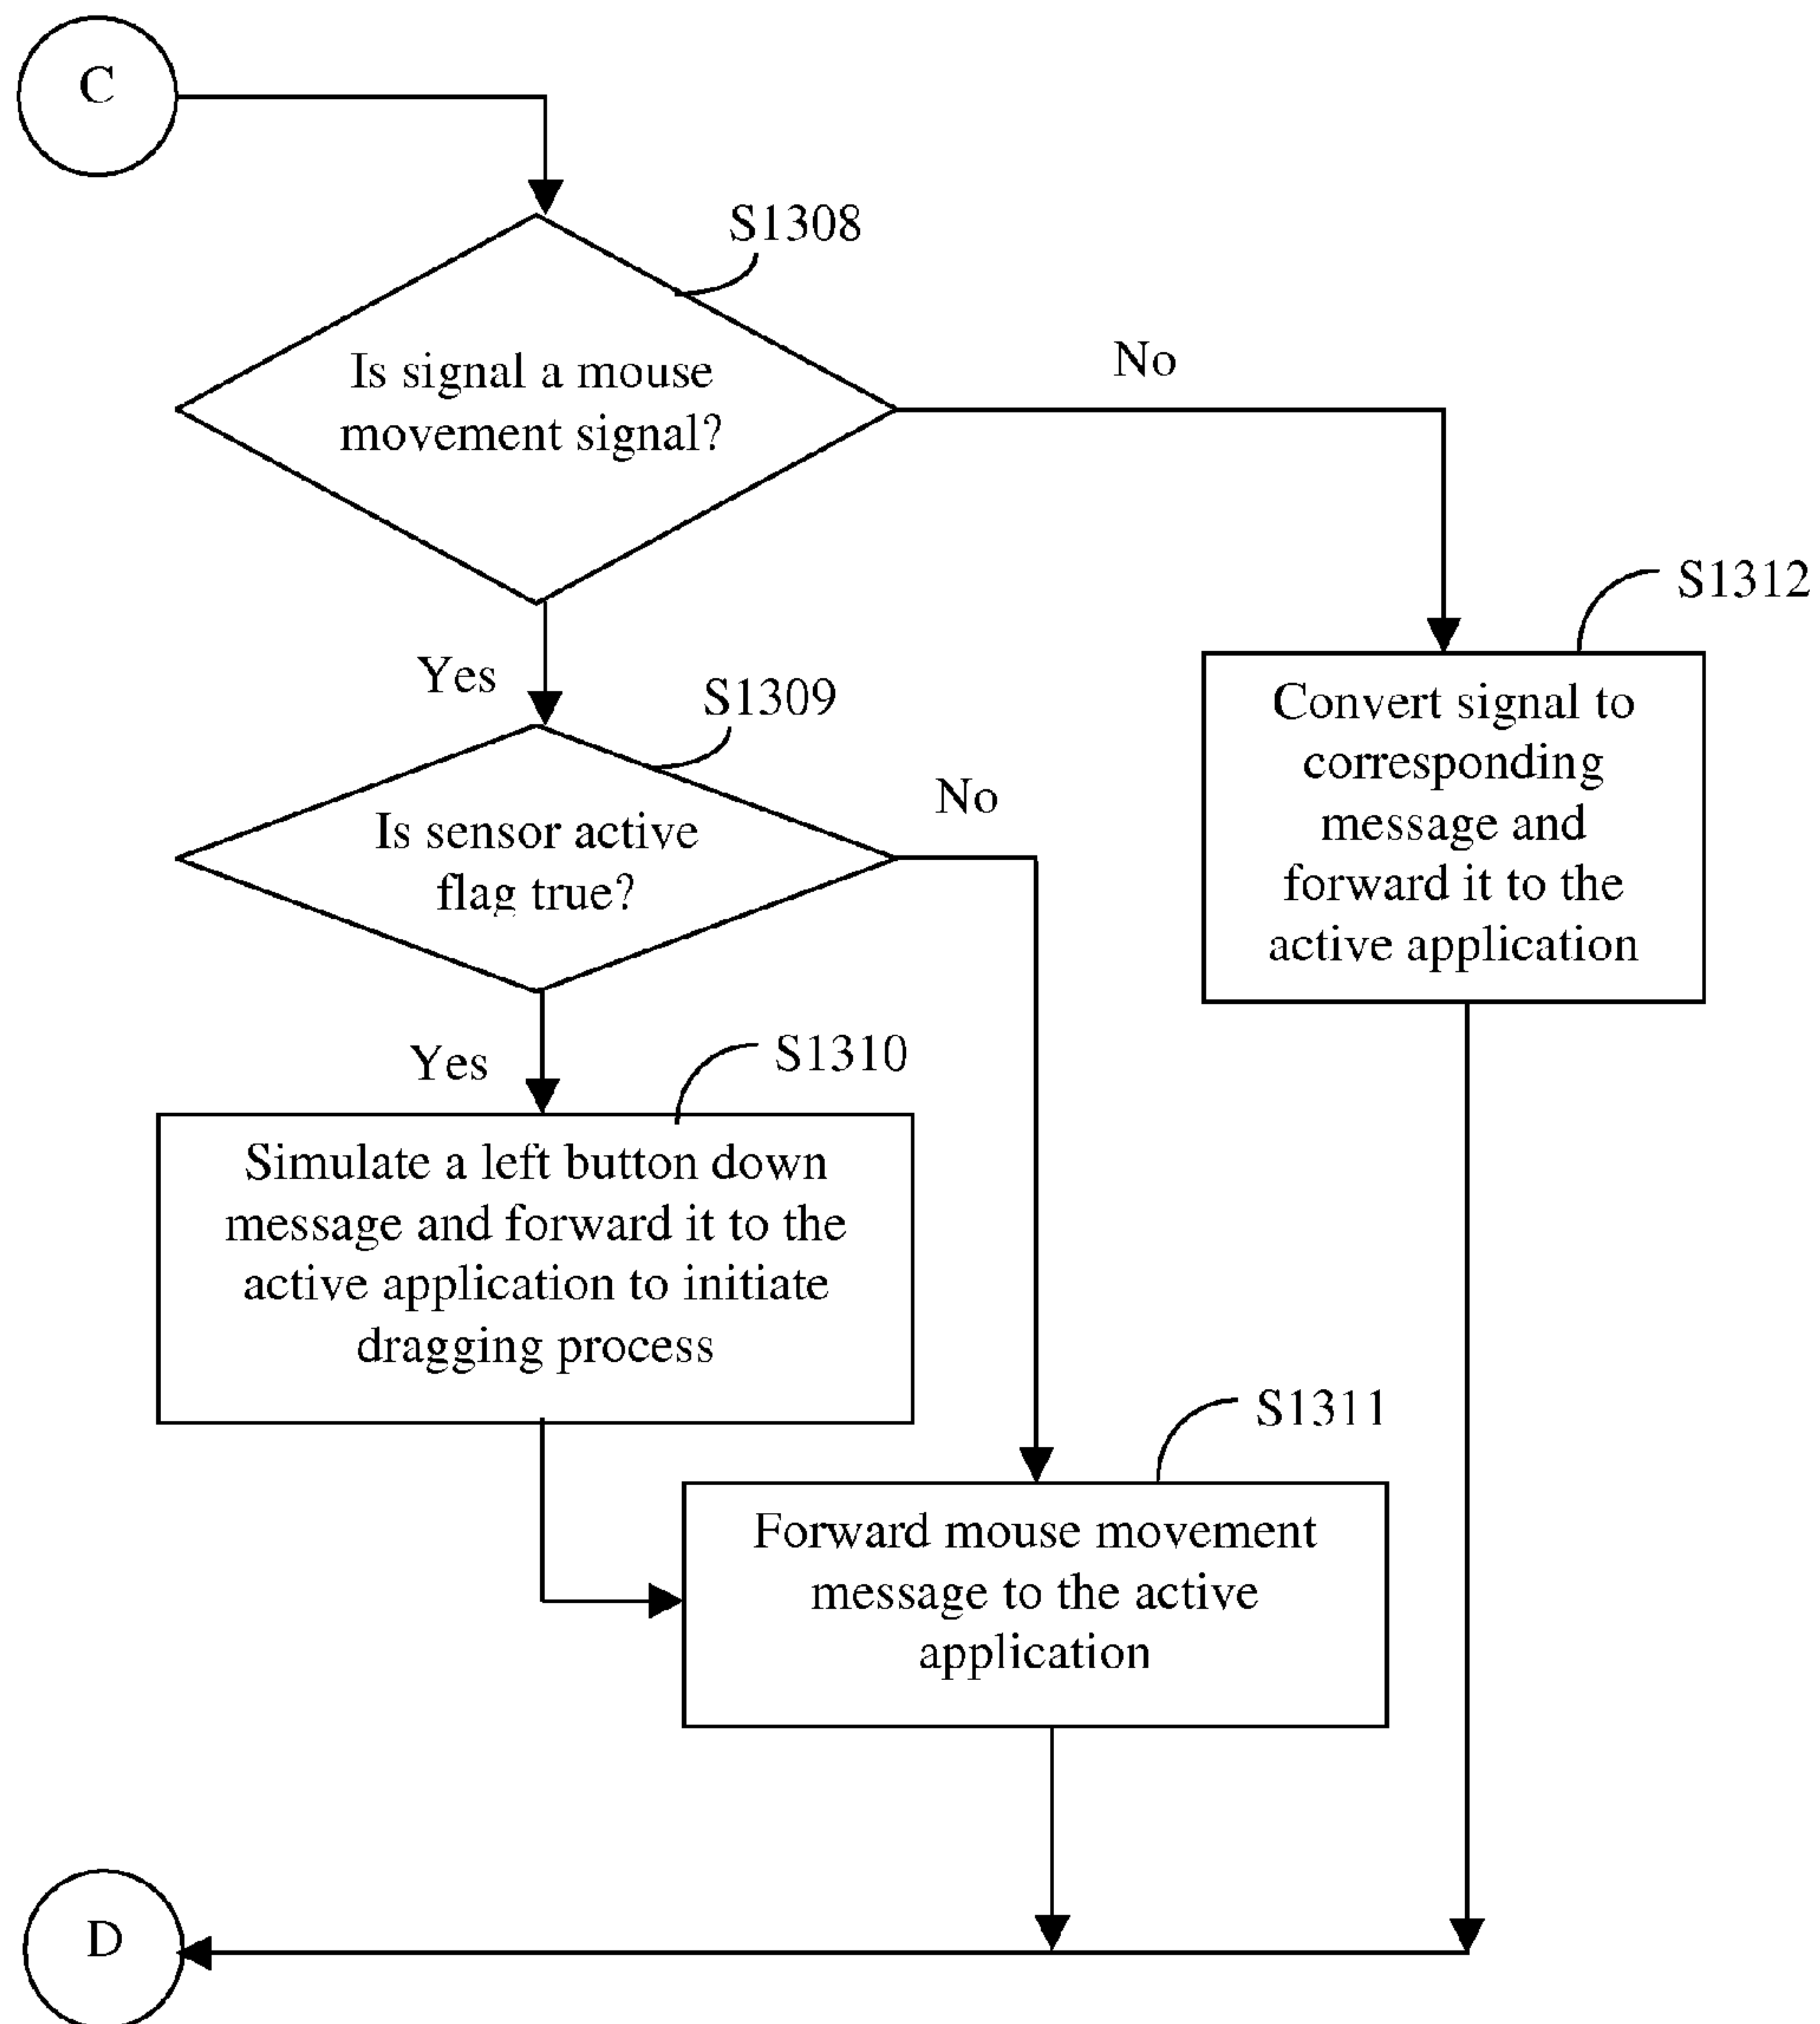 C
S1308
Is signal a mouse
movement signal?
No
Yes
S1312
Convert signal to
corresponding
message and
forward it to the
active application
S1309
Is sensor active
flag true?
No
Yes
S1310
Simulate a left button down
message and forward it to the
active application to initiate
dragging process
S1311
Forward mouse movement
message to the active
application
D